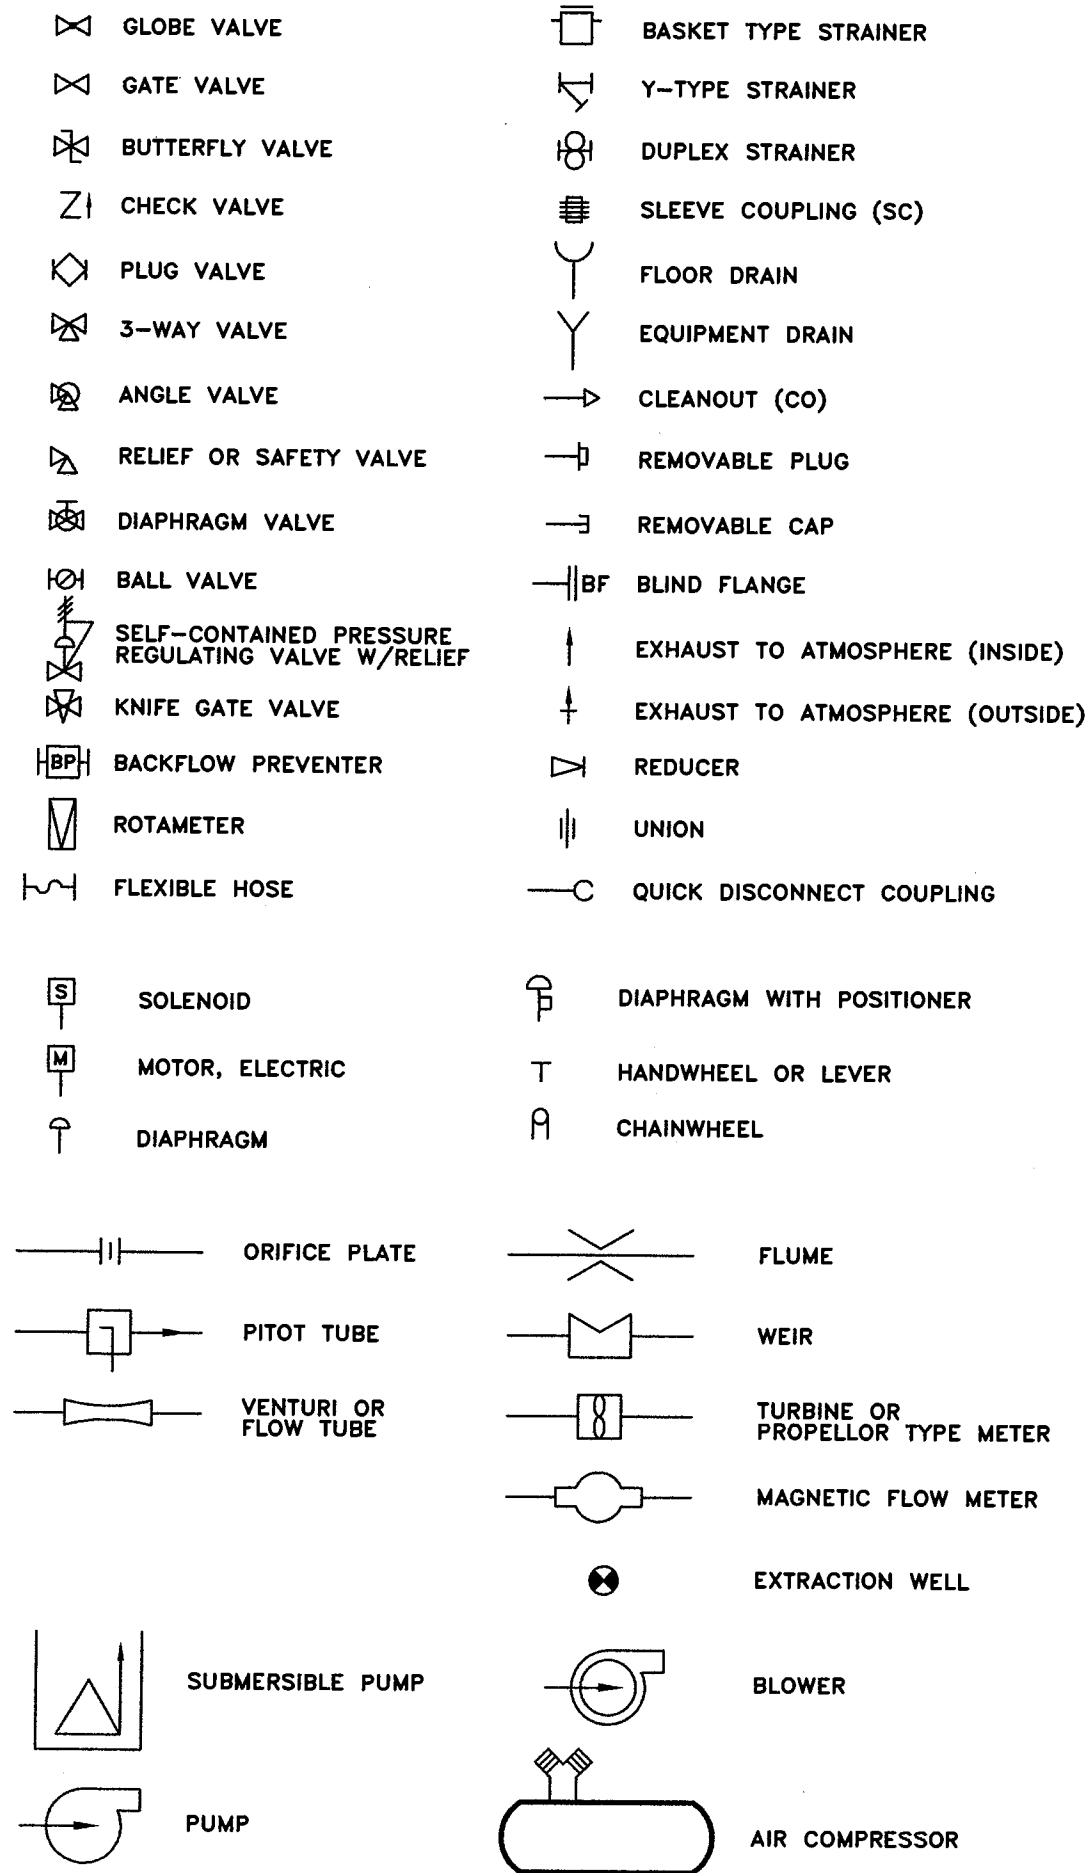 GLOBE VALVE
GATE VALVE
BUTTERFLY VALVE
CHECK VALVE
PLUG VALVE
3-WAY VALVE
ANGLE VALVE
RELIEF OR SAFETY VALVE
DIAPHRAGM VALVE
BALL VALVE
SELF-CONTAINED PRESSURE
REGULATING VALVE W/RELIEF
KNIFE GATE VALVE
BP BACKFLOW PREVENTER
ROTAMETER
FLEXIBLE HOSE
BASKET TYPE STRAINER
Y-TYPE STRAINER
DUPLEX STRAINER
SLEEVE COUPLING (SC)
FLOOR DRAIN
EQUIPMENT DRAIN
CLEANOUT (CO)
REMOVABLE PLUG
REMOVABLE CAP
BF BLIND FLANGE
EXHAUST TO ATMOSPHERE (INSIDE)
EXHAUST TO ATMOSPHERE (OUTSIDE)
REDUCER
UNION
QUICK DISCONNECT COUPLING
S SOLENOID
M MOTOR, ELECTRIC
DIAPHRAGM
DIAPHRAGM WITH POSITIONER
HANDWHEEL OR LEVER
CHAINWHEEL
ORIFICE PLATE
PITOT TUBE
VENTURI OR
FLOW TUBE
FLUME
WEIR
TURBINE OR
PROPELLOR TYPE METER
MAGNETIC FLOW METER
EXTRACTION WELL
SUBMERSIBLE PUMP
PUMP
BLOWER
AIR COMPRESSOR